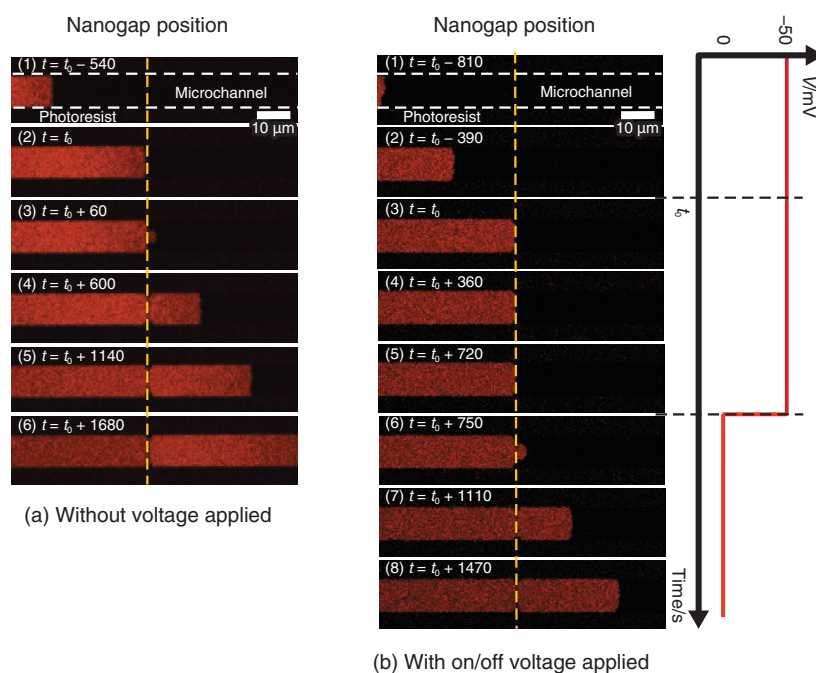 Nanogap position
(1) t = t0 – 540
Microchannel
Photoresist
10 μm
(2) t = t0
(3) t = t0 + 60
(4) t = t0 + 600
(5) t = t0 + 1140
(6) t = t0 + 1680
(a) Without voltage applied
Nanogap position
(1) t = t0 – 810
Microchannel
Photoresist
10 μm
(2) t = t0 – 390
(3) t = t0
(4) t = t0 + 360
(5) t = t0 + 720
(6) t = t0 + 750
(7) t = t0 + 1110
(8) t = t0 + 1470
(b) With on/off voltage applied
0
–50
V/mV
t0
Time/s